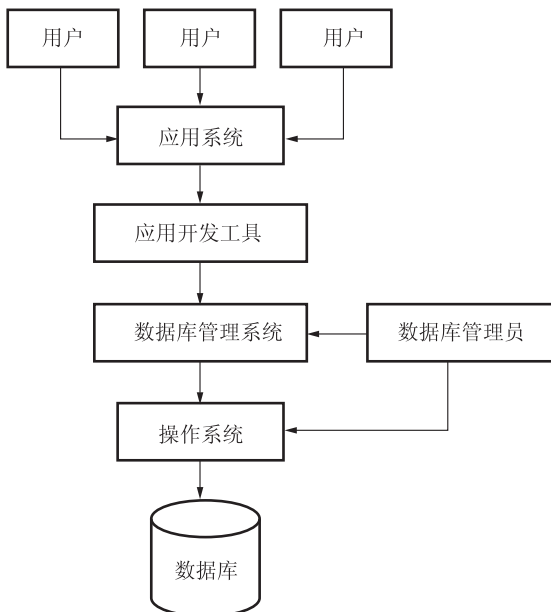 用户
用户
用户
应用系统
应用开发工具
数据库管理系统
数据库管理员
操作系统
数据库